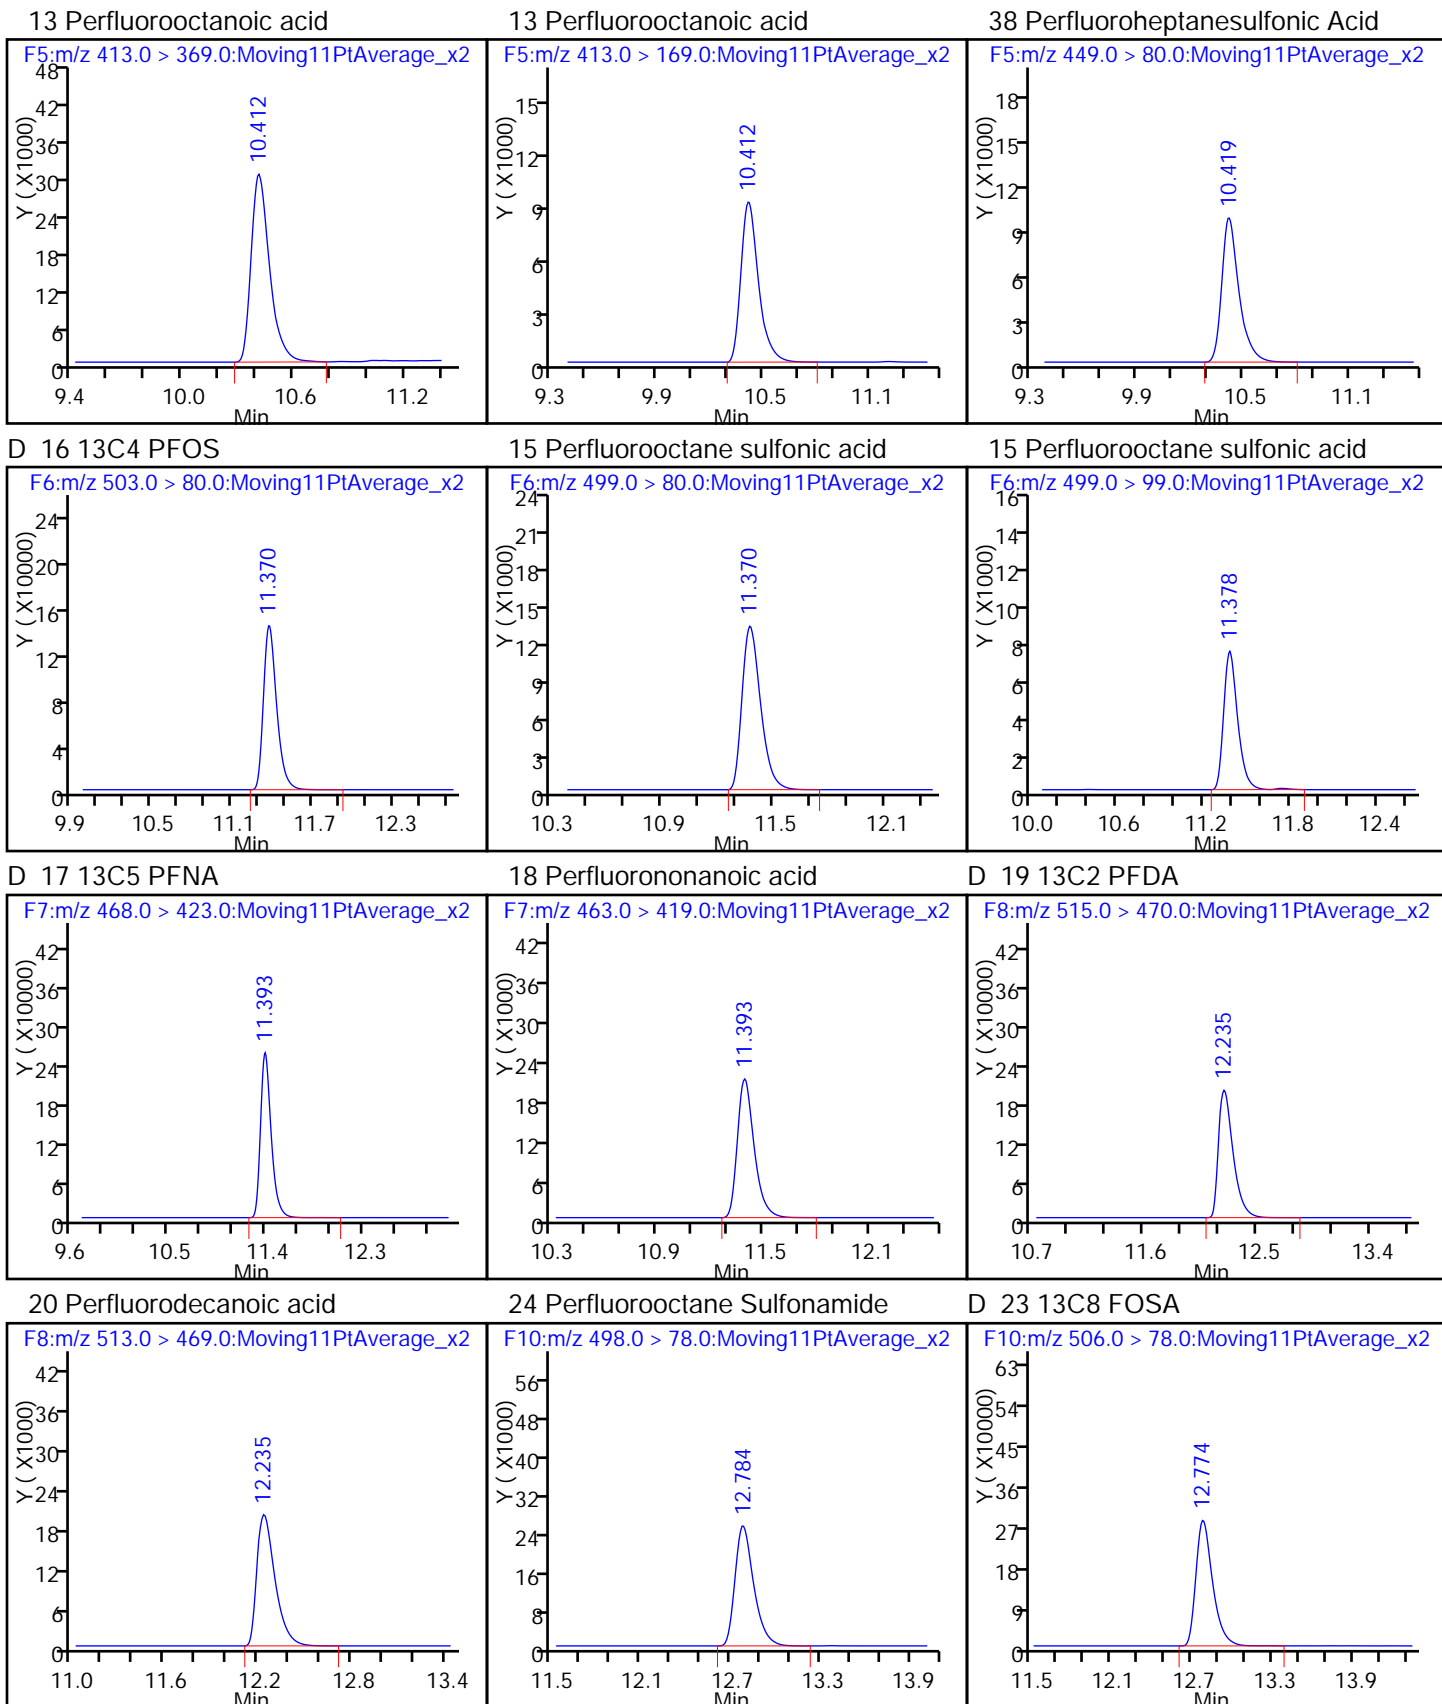 13 Perfluorooctanoic acid
F5:m/z 413.0 > 369.0:Moving11PtAverage_x2
Y ( X1000)
48
42
36
30
24
18
12
6
0
10.412
9.4 10.0 10.6 11.2
Min
13 Perfluorooctanoic acid
F5:m/z 413.0 > 169.0:Moving11PtAverage_x2
Y ( X1000)
15
12
9
6
3
0
10.412
9.3 9.9 10.5 11.1
Min
38 Perfluoroheptanesulfonic Acid
F5:m/z 449.0 > 80.0:Moving11PtAverage_x2
Y ( X1000)
18
15
12
9
6
3
0
10.419
9.3 9.9 10.5 11.1
Min
D 16 13C4 PFOS
F6:m/z 503.0 > 80.0:Moving11PtAverage_x2
Y ( X10000)
24
20
16
12
8
4
0
11.370
9.9 10.5 11.1 11.7 12.3
Min
15 Perfluorooctane sulfonic acid
F6:m/z 499.0 > 80.0:Moving11PtAverage_x2
Y ( X1000)
24
21
18
15
12
9
6
3
0
11.370
10.3 10.9 11.5 12.1
Min
15 Perfluorooctane sulfonic acid
F6:m/z 499.0 > 99.0:Moving11PtAverage_x2
Y ( X1000)
16
14
12
10
8
6
4
2
0
11.378
10.0 10.6 11.2 11.8 12.4
Min
D 17 13C5 PFNA
F7:m/z 468.0 > 423.0:Moving11PtAverage_x2
Y ( X10000)
42
36
30
24
18
12
6
0
11.393
9.6 10.5 11.4 12.3
Min
18 Perfluorononanoic acid
F7:m/z 463.0 > 419.0:Moving11PtAverage_x2
Y ( X1000)
42
36
30
24
18
12
6
0
11.393
10.3 10.9 11.5 12.1
Min
D 19 13C2 PFDA
F8:m/z 515.0 > 470.0:Moving11PtAverage_x2
Y ( X10000)
42
36
30
24
18
12
6
0
12.235
10.7 11.6 12.5 13.4
Min
20 Perfluorodecanoic acid
F8:m/z 513.0 > 469.0:Moving11PtAverage_x2
Y ( X1000)
42
36
30
24
18
12
6
0
12.235
11.0 11.6 12.2 12.8 13.4
Min
24 Perfluorooctane Sulfonamide
F10:m/z 498.0 > 78.0:Moving11PtAverage_x2
Y ( X1000)
56
48
40
32
24
16
8
0
12.784
11.5 12.1 12.7 13.3 13.9
Min
D 23 13C8 FOSA
F10:m/z 506.0 > 78.0:Moving11PtAverage_x2
Y ( X10000)
63
54
45
36
27
18
9
0
12.774
11.5 12.1 12.7 13.3 13.9
Min